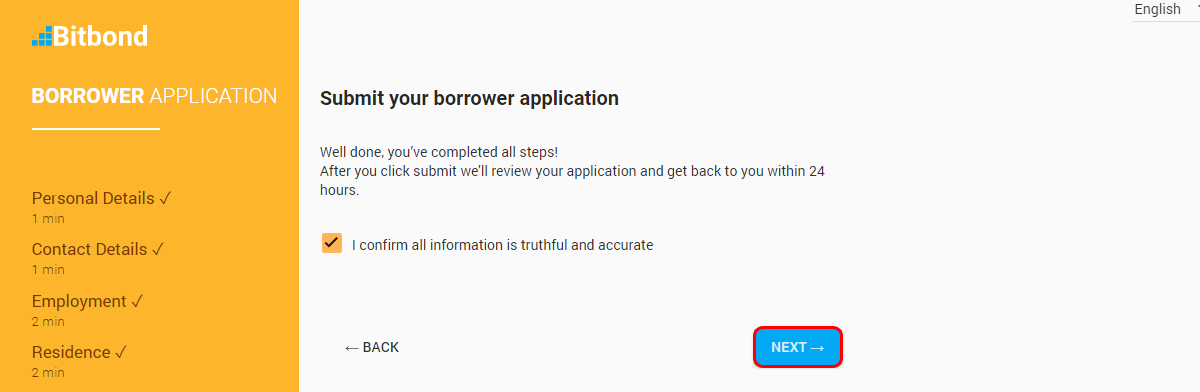 Bitbond
BORROWER APPLICATION
Personal Details ✓
1 min
Contact Details ✓
1 min
Employment ✓
2 min
Residence ✓
2 min
English
Submit your borrower application
Well done, you’ve completed all steps!
After you click submit we'll review your application and get back to you within 24
hours.
I confirm all information is truthful and accurate
← BACK
NEXT →